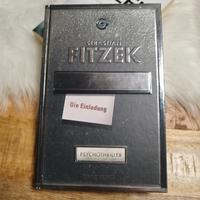 SEBASTIAN
FITZEK
Die Einladung
PSYCHOTHRILLER